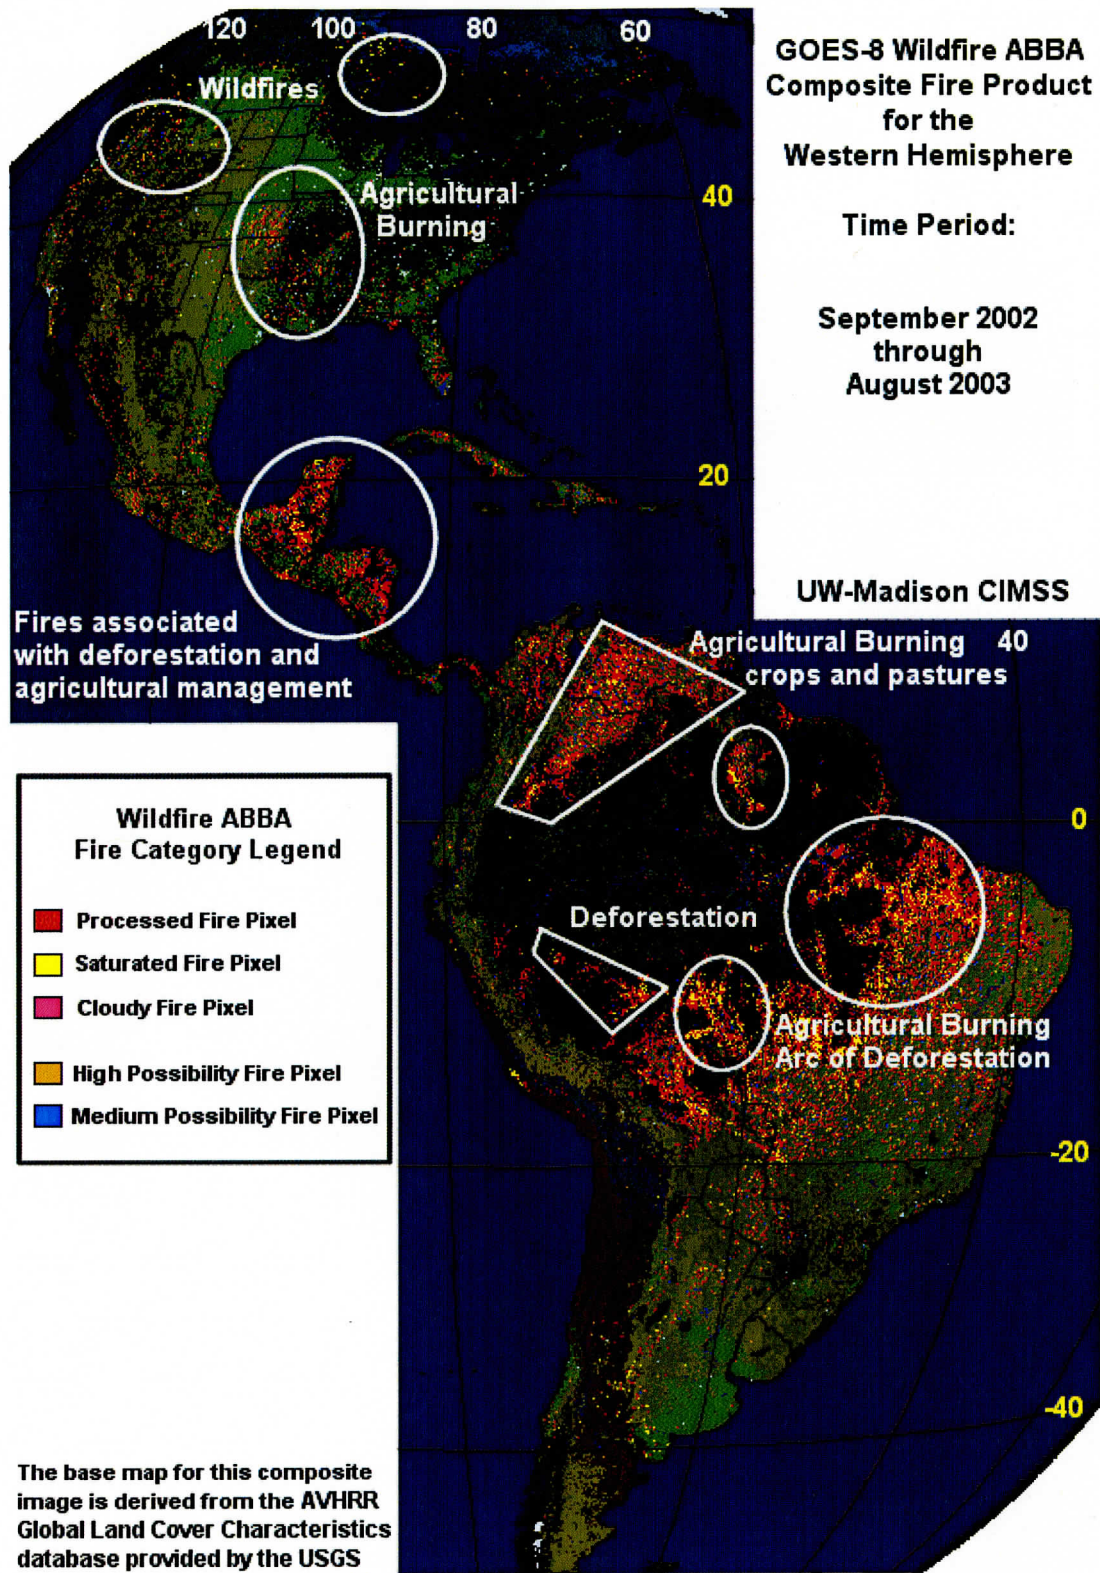 120
100
80
60
GOES-8 Wildfire ABBA
Composite Fire Product
for the
Western Hemisphere
Time Period:
September 2002
through
August 2003
Wildfires
Agricultural
Burning
40
20
UW-Madison CIMSS
Fires associated
with deforestation and
agricultural management
Agricultural Burning
crops and pastures
40
Wildfire ABBA
Fire Category Legend
Processed Fire Pixel
Saturated Fire Pixel
Cloudy Fire Pixel
High Possibility Fire Pixel
Medium Possibility Fire Pixel
0
Deforestation
Agricultural Burning
Arc of Deforestation
-20
-40
The base map for this composite
image is derived from the AVHRR
Global Land Cover Characteristics
database provided by the USGS